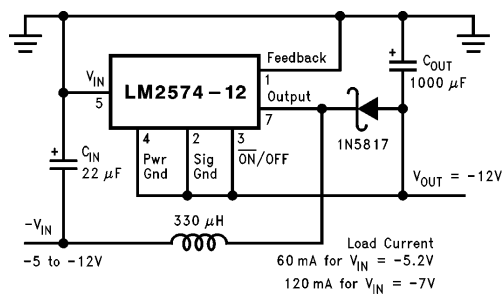 Feedback
1
+
C_OUT
1000 μF
V_IN
5
LM2574-12
Output
7
1N5817
4
2
3
Pwr
Gnd
Sig
Gnd
O̅N̅/OFF
+
C_IN
22 μF
V_OUT = -12V
330 μH
-V_IN
-5 to -12V
Load Current
60 mA for V_IN = -5.2V
120 mA for V_IN = -7V